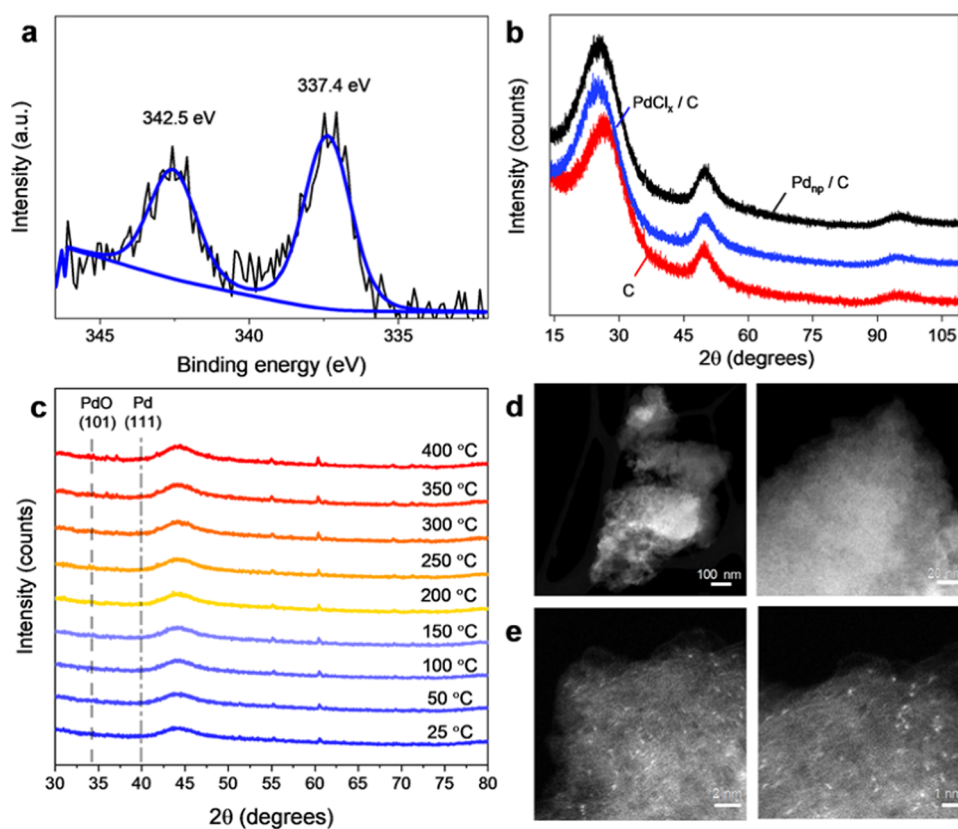 a
342.5 eV
337.4 eV
Intensity (a.u.)
345
340
335
Binding energy (eV)
b
PdClₓ / C
Pdₙₚ / C
C
Intensity (counts)
15
30
45
60
75
90
105
2θ (degrees)
c
PdO
(101)
Pd
(111)
400 °C
350 °C
300 °C
250 °C
200 °C
150 °C
100 °C
50 °C
25 °C
Intensity (counts)
30
35
40
45
50
55
60
65
70
75
80
2θ (degrees)
d
100 nm
20 nm
e
2 nm
1 nm